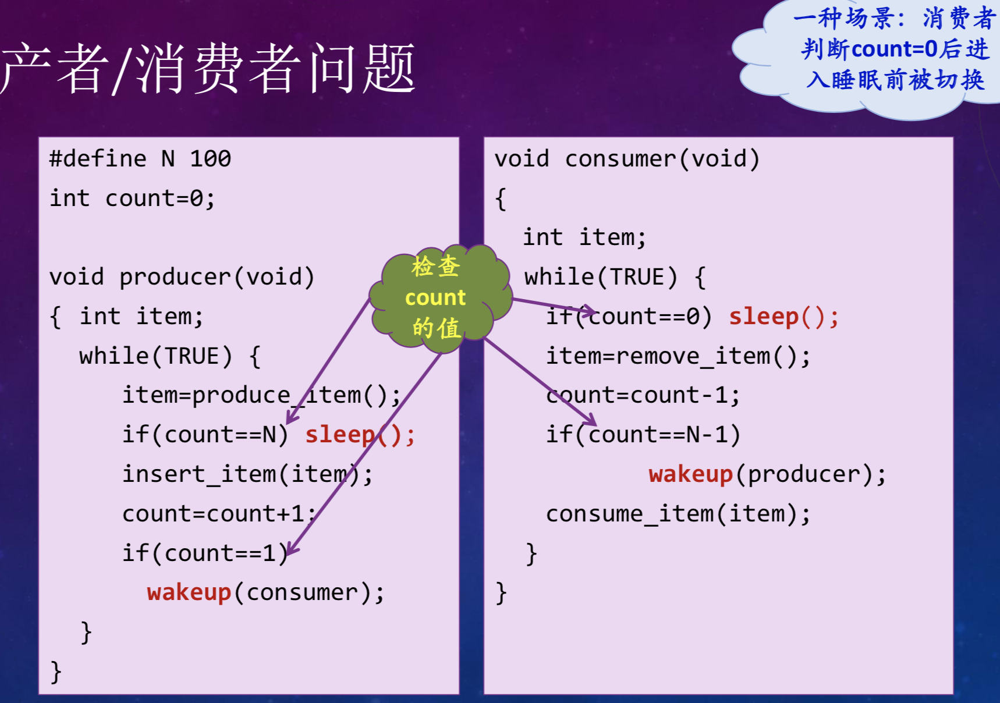 产者/消费者问题
一种场景：消费者
判断count=0后进
入睡眠前被切换
#define N 100
int count=0;
void producer(void)
{ int item;
while(TRUE) {
item=produce_item();
if(count==N) sleep();
insert_item(item);
count=count+1;
if(count==1)
wakeup(consumer);
}
}
检查
count
的值
void consumer(void)
{
int item;
while(TRUE) {
if(count==0) sleep();
item=remove_item();
count=count-1;
if(count==N-1)
wakeup(producer);
consume_item(item);
}
}